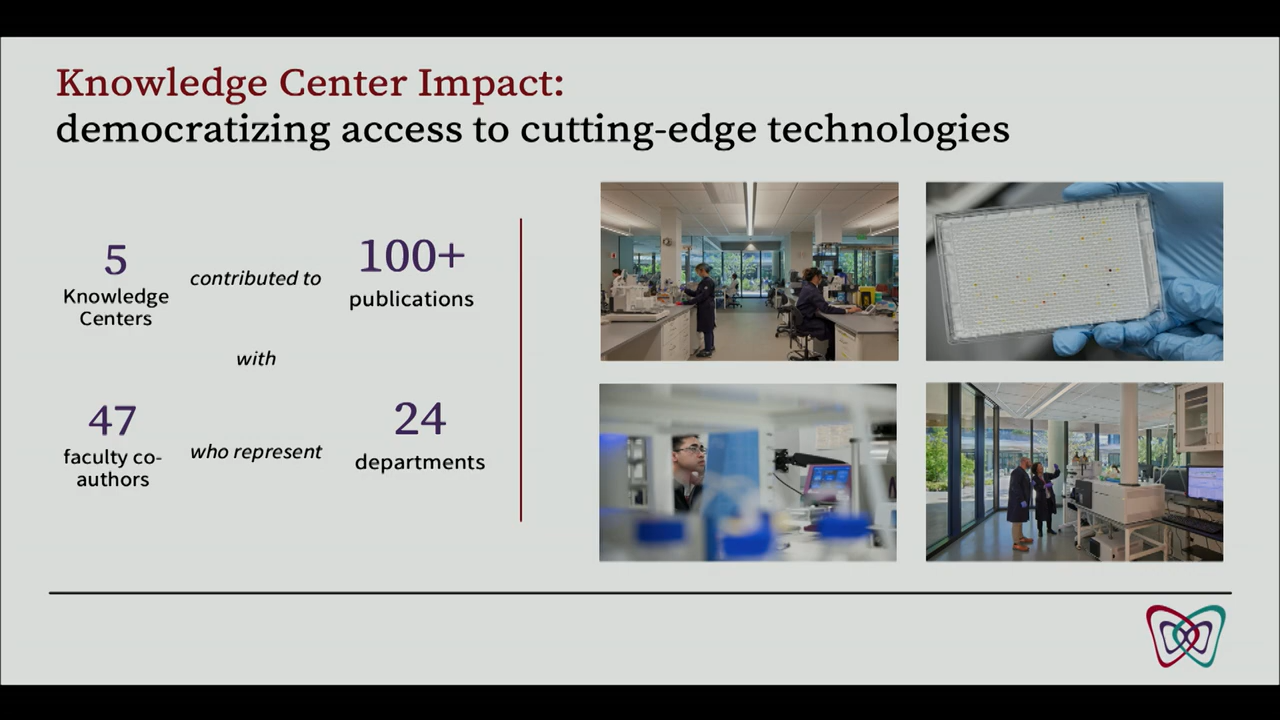 Knowledge Center Impact:
democratizing access to cutting-edge technologies
5
Knowledge
Centers
contributed to
100+
publications
with
47
faculty co-
authors
who represent
24
departments